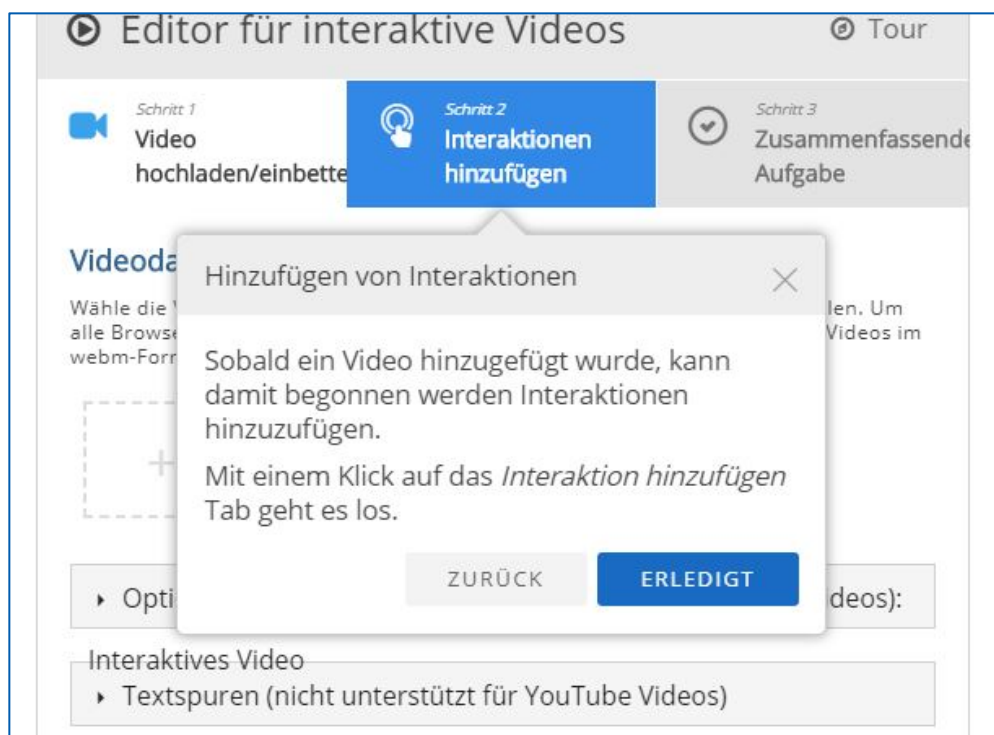 Editor für interaktive Videos
Tour
Schritt 1
Video
hochladen/einbette
Schritt 2
Interaktionen
hinzufügen
Schritt 3
Zusammenfassende
Aufgabe
Videoda
Wähle die
len. Um
alle Browse
Videos im
webm-Forr
Hinzufügen von Interaktionen
Sobald ein Video hinzugefügt wurde, kann
damit begonnen werden Interaktionen
hinzuzufügen.
Mit einem Klick auf das Interaktion hinzufügen
Tab geht es los.
ZURÜCK
ERLEDIGT
Opti
deos):
Interaktives Video
Textspuren (nicht unterstützt für YouTube Videos)